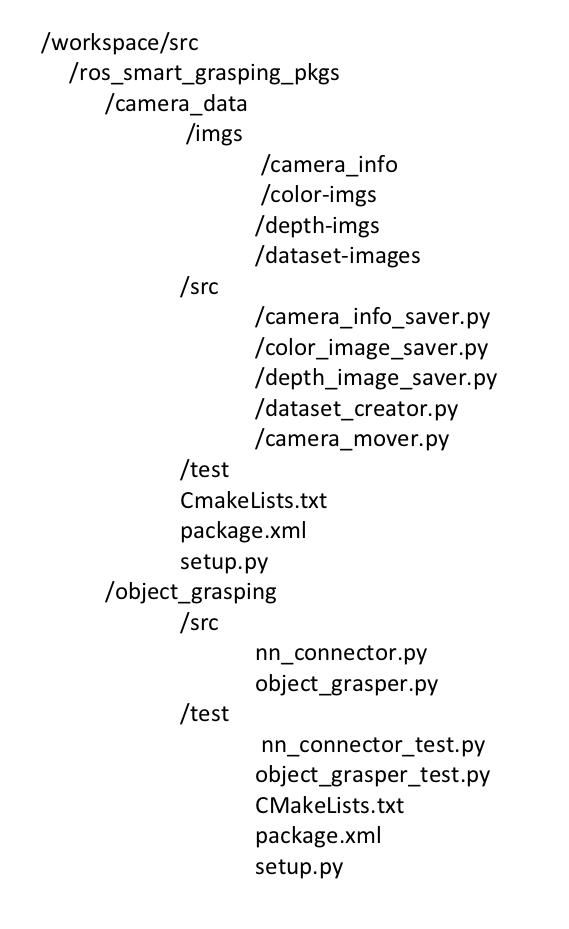 /workspace/src
/ros_smart_grasping_pkgs
/camera_data
/imgs
/camera_info
/color-imgs
/depth-imgs
/dataset-images
/src
/camera_info_saver.py
/color_image_saver.py
/depth_image_saver.py
/dataset_creator.py
/camera_mover.py
/test
CmakeLists.txt
package.xml
setup.py
/object_grasping
/src
nn_connector.py
object_grasper.py
/test
nn_connector_test.py
object_grasper_test.py
CMakeLists.txt
package.xml
setup.py